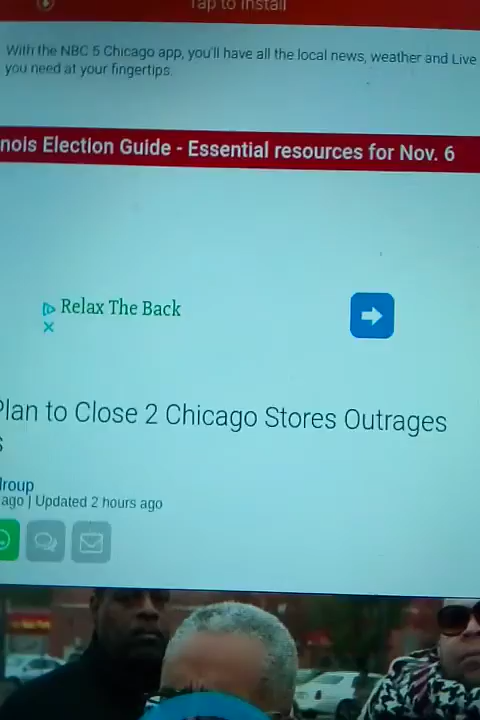 Tap to install
With the NBC 5 Chicago app, you'll have all the local news, weather and Live
you need at your fingertips.
nois Election Guide - Essential resources for Nov. 6
Relax The Back
Plan to Close 2 Chicago Stores Outrages
s
ago | Updated 2 hours ago